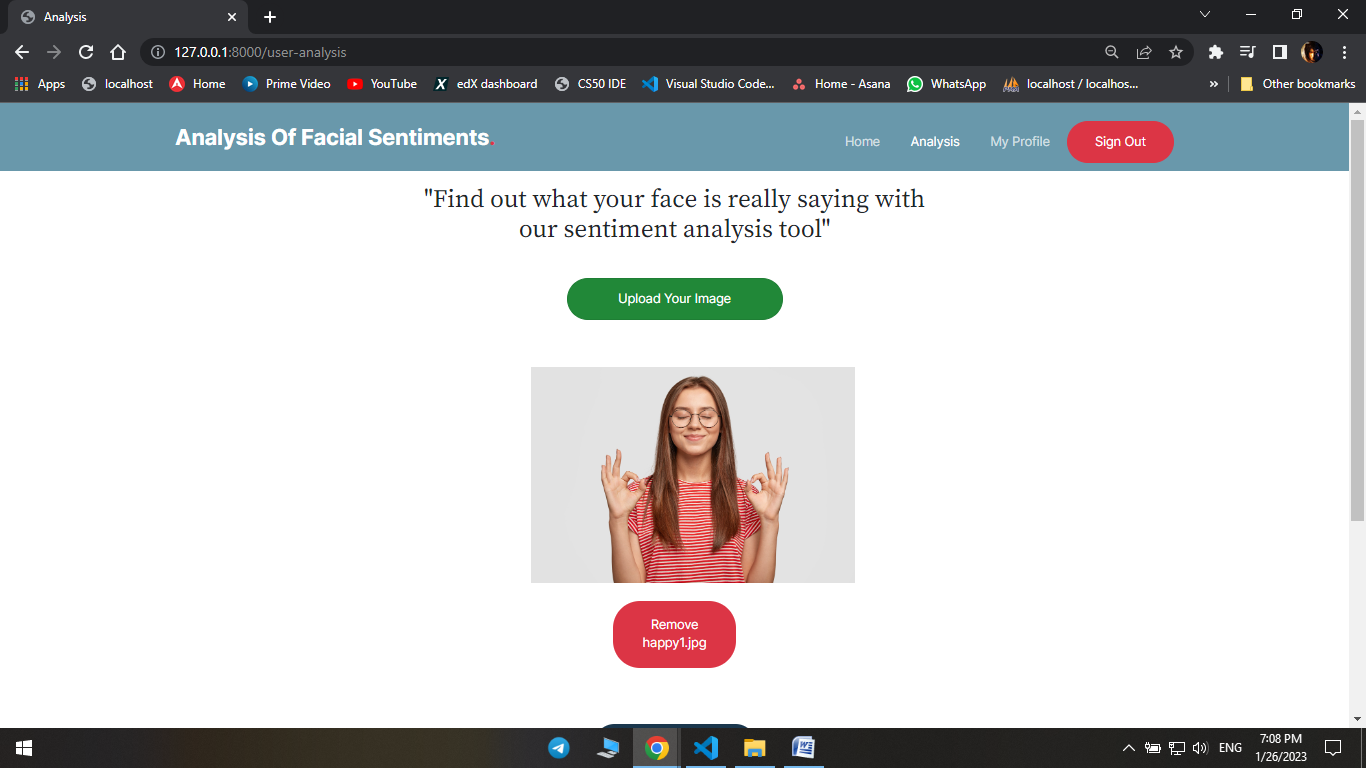 Analysis
127.0.0.1:8000/user-analysis
Apps localhost Home Prime Video YouTube edX dashboard CS50 IDE Visual Studio Code... Home - Asana WhatsApp localhost / localhos... » Other bookmarks
Analysis Of Facial Sentiments.
Home Analysis My Profile Sign Out
"Find out what your face is really saying with
our sentiment analysis tool"
Upload Your Image
Remove
happy1.jpg
ENG
7:08 PM
1/26/2023